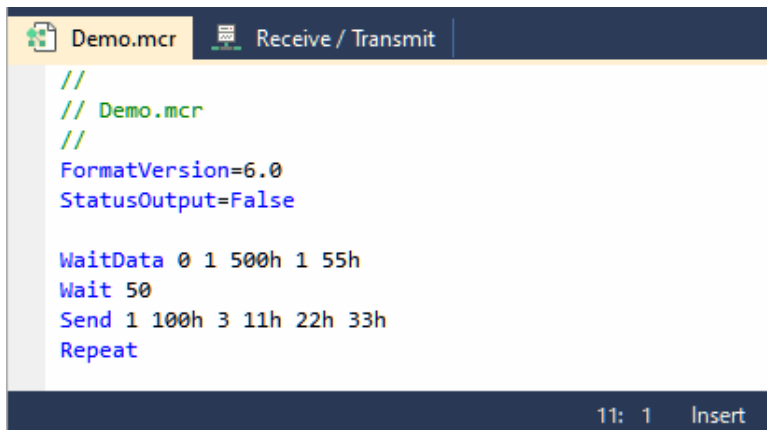 Demo.mcr Receive / Transmit
//
// Demo.mcr
//
FormatVersion=6.0
StatusOutput=False
WaitData 0 1 500h 1 55h
Wait 50
Send 1 100h 3 11h 22h 33h
Repeat
11: 1 Insert